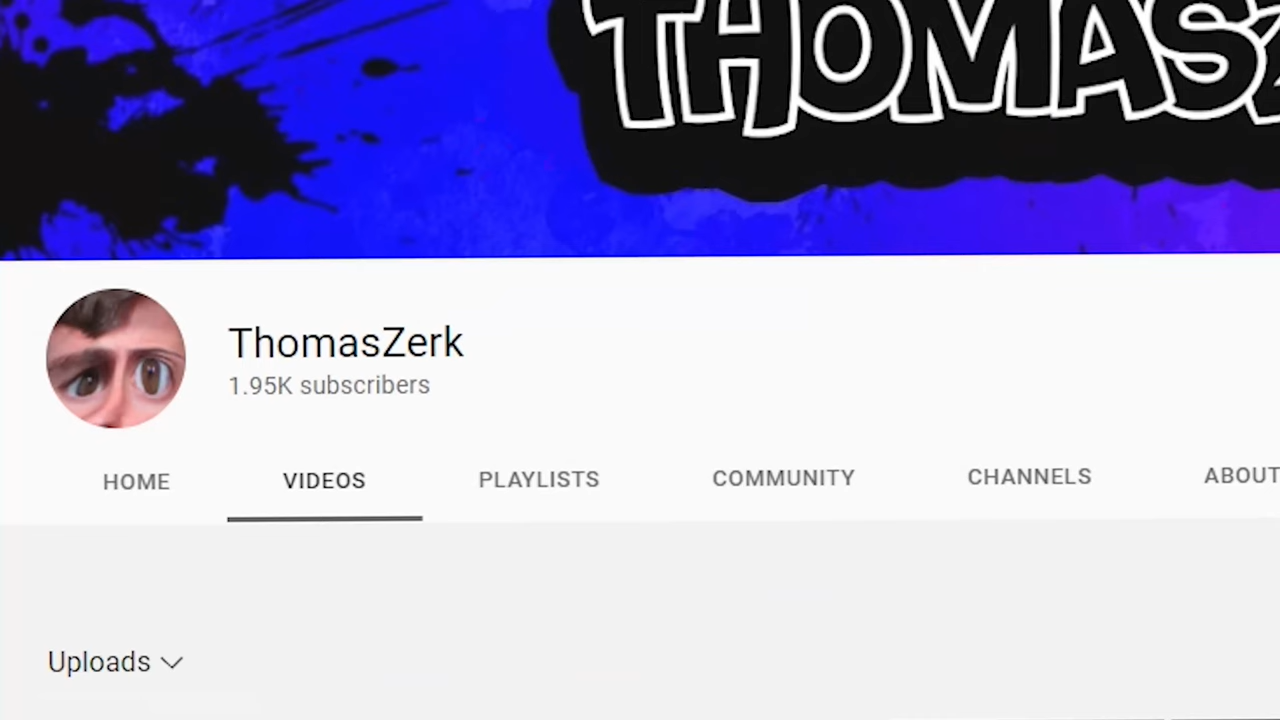 THOMAS
ThomasZerk
1.95K subscribers
HOME VIDEOS PLAYLISTS COMMUNITY CHANNELS ABOUT
Uploads